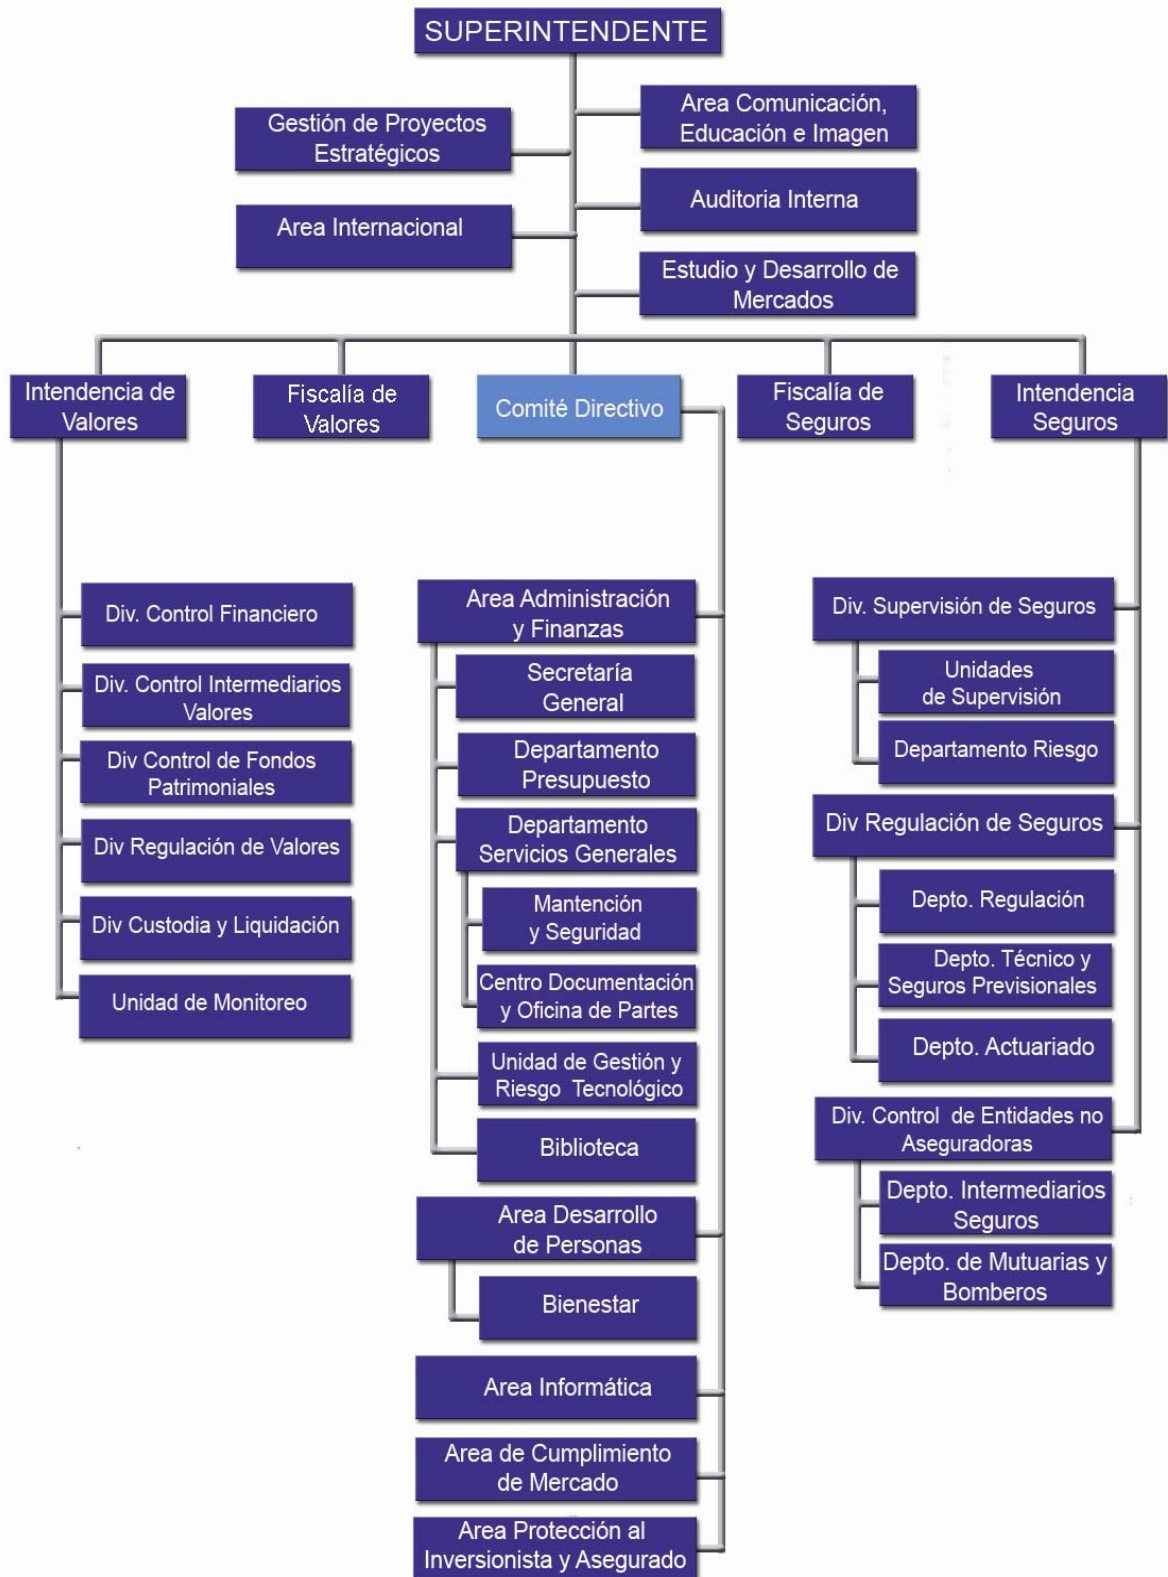 SUPERINTENDENTE
Gestión de Proyectos
Estratégicos
Area Comunicación,
Educación e Imagen
Area Internacional
Auditoria Interna
Estudio y Desarrollo de
Mercados
Intendencia de
Valores
Fiscalía de
Valores
Comité Directivo
Fiscalía de
Seguros
Intendencia
Seguros
Div. Control Financiero
Div. Control Intermediarios
Valores
Div Control de Fondos
Patrimoniales
Div Regulación de Valores
Div Custodia y Liquidación
Unidad de Monitoreo
Area Administración
y Finanzas
Secretaría
General
Departamento
Presupuesto
Departamento
Servicios Generales
Mantención
y Seguridad
Centro Documentación
y Oficina de Partes
Unidad de Gestión y
Riesgo Tecnológico
Biblioteca
Area Desarrollo
de Personas
Bienestar
Area Informática
Area de Cumplimiento
de Mercado
Area Protección al
Inversionista y Asegurado
Div. Supervisión de Seguros
Unidades
de Supervisión
Departamento Riesgo
Div Regulación de Seguros
Depto. Regulación
Depto. Técnico y
Seguros Previsionales
Depto. Actuariado
Div. Control de Entidades no
Aseguradoras
Depto. Intermediarios
Seguros
Depto. de Mutuarias y
Bomberos